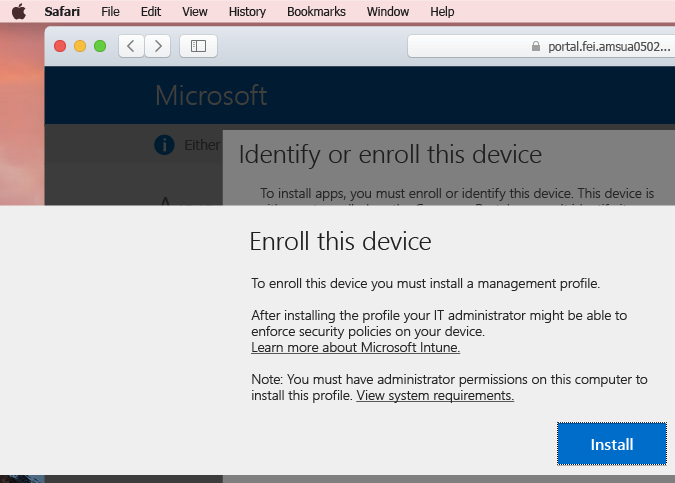 Safari File Edit View History Bookmarks Window Help
portal.fei.amsua0502...
Microsoft
Either
Identify or enroll this device
To install apps, you must enroll or identify this device. This device is
Enroll this device
To enroll this device you must install a management profile.
After installing the profile your IT administrator might be able to
enforce security policies on your device.
Learn more about Microsoft Intune.
Note: You must have administrator permissions on this computer to
install this profile. View system requirements.
Install